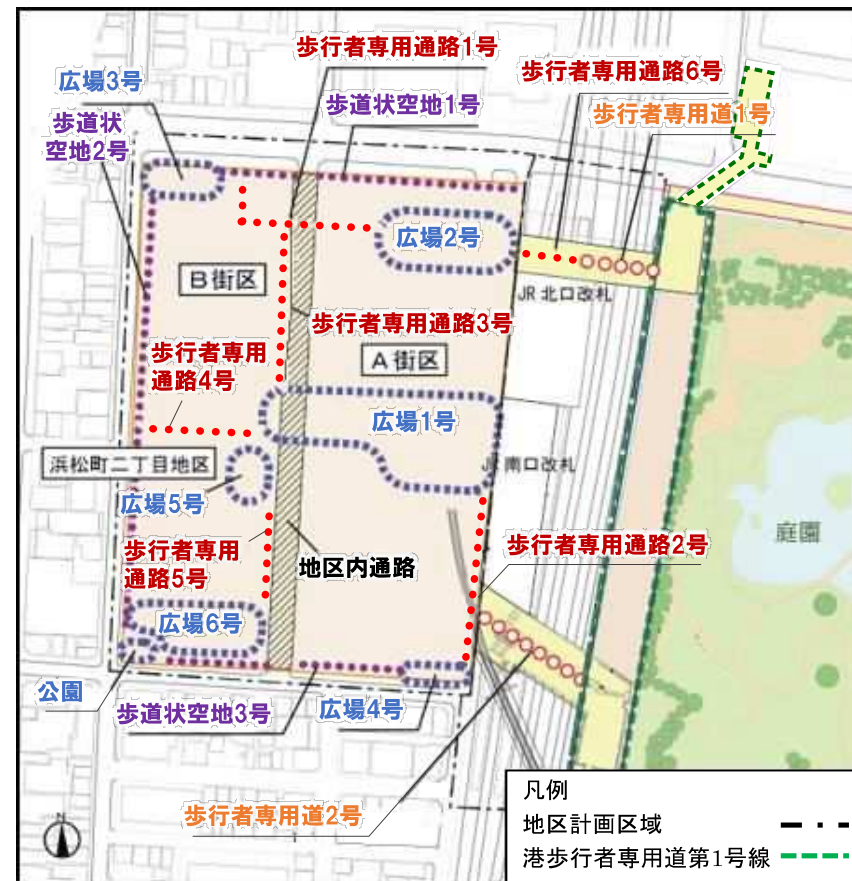 歩行者専用通路1号
歩行者専用通路6号
広場3号
歩道状空地1号
歩行者専用道1号
歩道状
空地2号
広場2号
B街区
JR 北口改札
歩行者専用通路3号
歩行者専用
通路4号
A街区
広場1号
浜松町二丁目地区
JR 南口改札
広場5号
庭園
歩行者専用
通路5号
地区内通路
歩行者専用通路2号
広場6号
公園
歩道状空地3号
広場4号
歩行者専用道2号
N
凡例
地区計画区域
港歩行者専用道第1号線